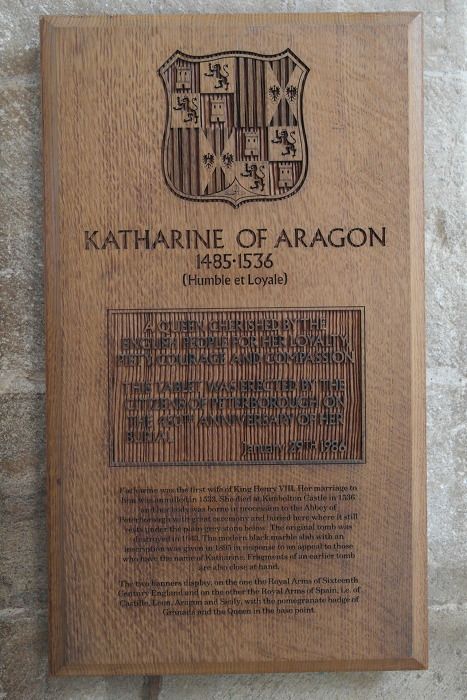 KATHARINE OF ARAGON
1485·1536
(Humble et Loyale)
A QUEEN CHERISHED BY THE
ENGLISH PEOPLE FOR HER LOYALTY,
PIETY, COURAGE AND COMPASSION
THIS TABLET WAS ERECTED BY THE
CITIZENS OF PETERBOROUGH ON
THE 450TH ANNIVERSARY OF HER
BURIAL
January 29TH 1986
Katharine was the first wife of King Henry VIII. Her marriage to
him was annulled in 1533. She died at Kimbolton Castle in 1536
and her body was borne in procession to the Abbey of
Peterborough with great ceremony and buried here where it still
rests under the plain grey stone below. The original tomb was
destroyed in 1643. The modern black marble slab with an
inscription was given in 1895 in response to an appeal to those
who have the name of Katharine. Fragments of an earlier tomb
are also close at hand.
The two banners display, on the one the Royal Arms of Sixteenth
Century England and on the other the Royal Arms of Spain, i.e. of
Castille, Leon, Aragon and Sicily, with the pomegranate badge of
Granada and the Queen in the base point.